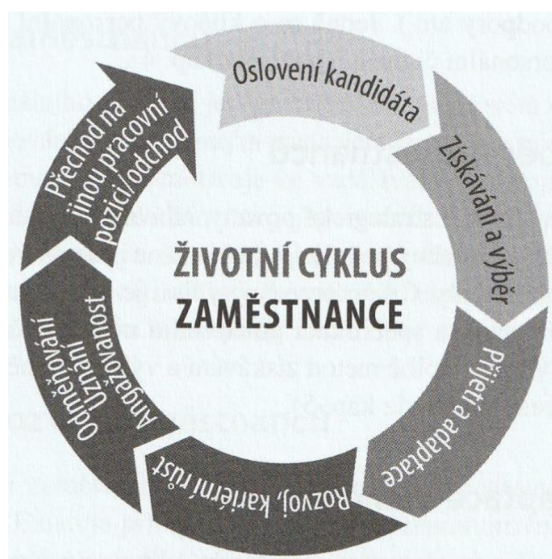 Oslovení kandidáta
Získávání a výběr
Přijetí a adaptace
Rozvoj, kariérní růst
Odměňování
Uznání
Angažovanost
Přechod na
jinou pracovní
pozici/odchod
ŽIVOTNÍ CYKLUS
ZAMĚSTNANCE